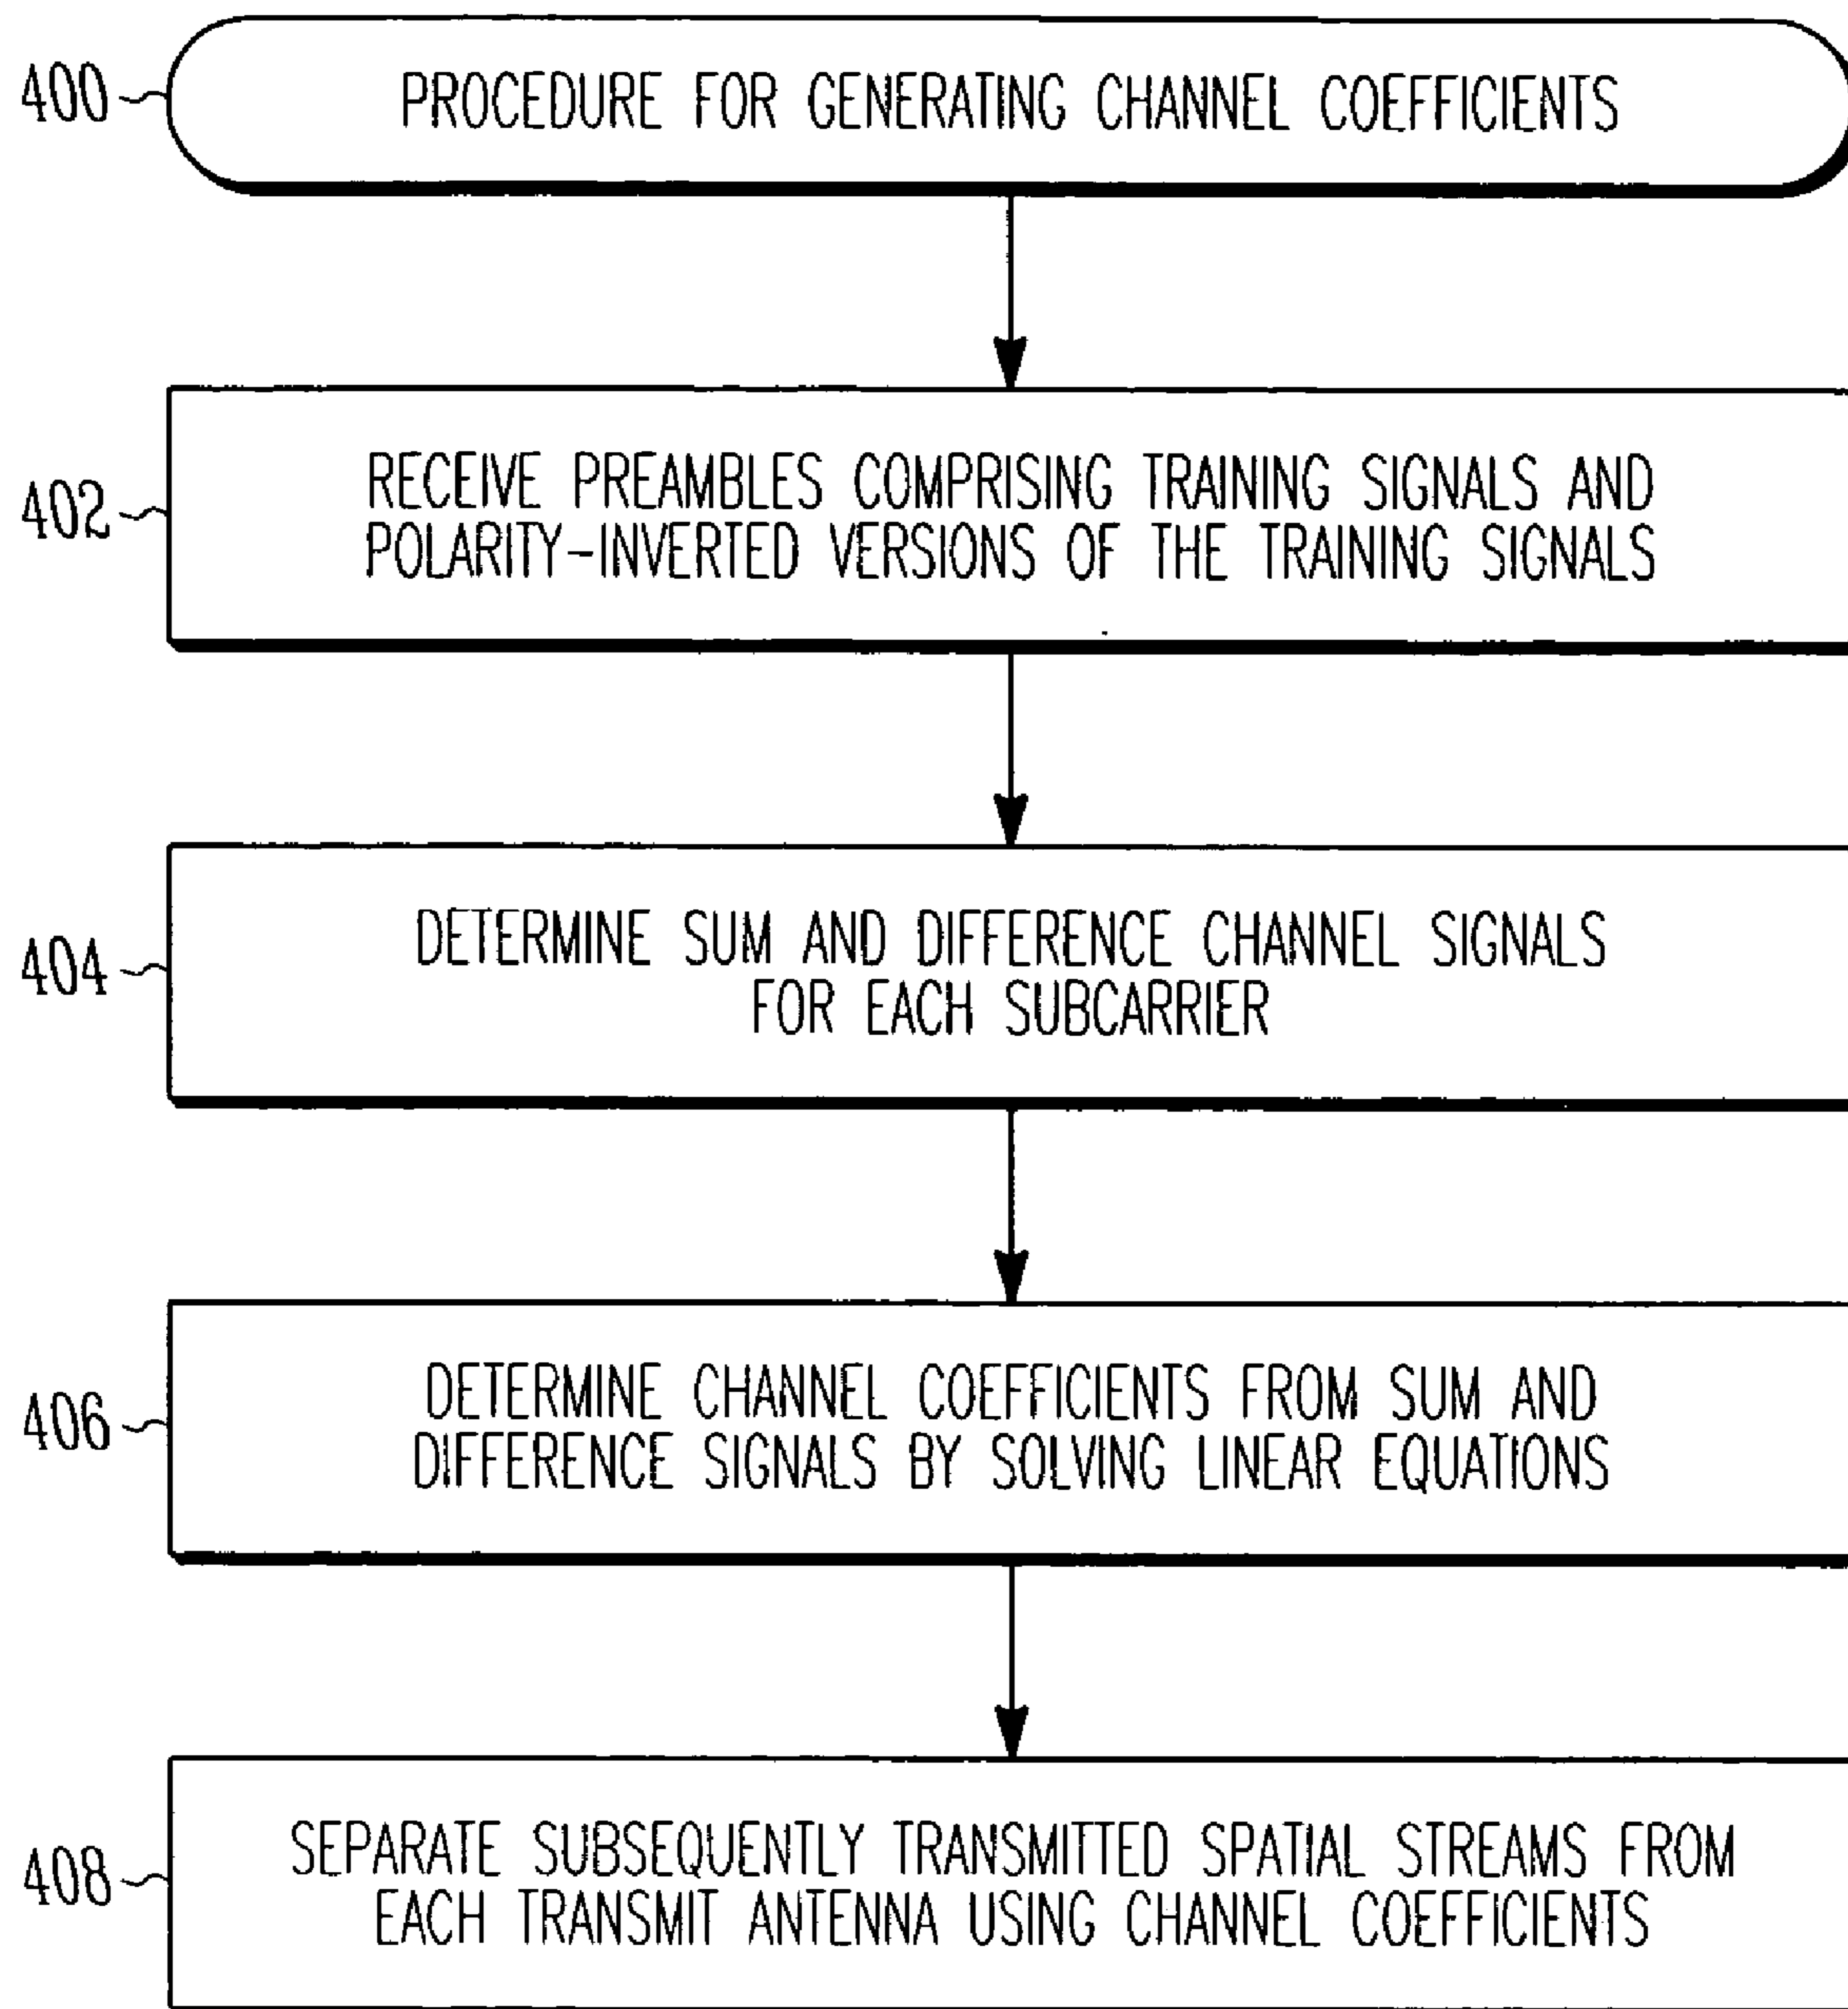 400
PROCEDURE FOR GENERATING CHANNEL COEFFICIENTS
402
RECEIVE PREAMBLES COMPRISING TRAINING SIGNALS AND
POLARITY-INVERTED VERSIONS OF THE TRAINING SIGNALS
404
DETERMINE SUM AND DIFFERENCE CHANNEL SIGNALS
FOR EACH SUBCARRIER
406
DETERMINE CHANNEL COEFFICIENTS FROM SUM AND
DIFFERENCE SIGNALS BY SOLVING LINEAR EQUATIONS
408
SEPARATE SUBSEQUENTLY TRANSMITTED SPATIAL STREAMS FROM
EACH TRANSMIT ANTENNA USING CHANNEL COEFFICIENTS